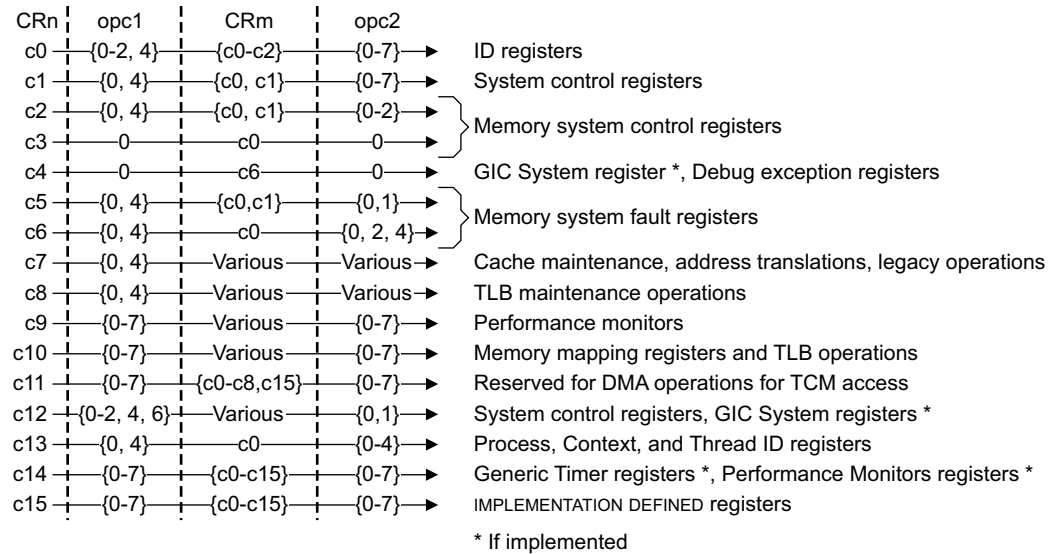 CRn opc1 CRm opc2
c0 {0-2, 4} {c0-c2} {0-7} ID registers
c1 {0, 4} {c0, c1} {0-7} System control registers
c2 {0, 4} {c0, c1} {0-2}
Memory system control registers
c3 0 c0 0
c4 0 c6 0 GIC System register *, Debug exception registers
c5 {0, 4} {c0,c1} {0,1}
Memory system fault registers
c6 {0, 4} c0 {0, 2, 4}
c7 {0, 4} Various Various Cache maintenance, address translations, legacy operations
c8 {0, 4} Various Various TLB maintenance operations
c9 {0-7} Various {0-7} Performance monitors
c10 {0-7} Various {0-7} Memory mapping registers and TLB operations
c11 {0-7} {c0-c8,c15} {0-7} Reserved for DMA operations for TCM access
c12 {0-2, 4, 6} Various {0,1} System control registers, GIC System registers *
c13 {0, 4} c0 {0-4} Process, Context, and Thread ID registers
c14 {0-7} {c0-c15} {0-7} Generic Timer registers *, Performance Monitors registers *
c15 {0-7} {c0-c15} {0-7} IMPLEMENTATION DEFINED registers
* If implemented